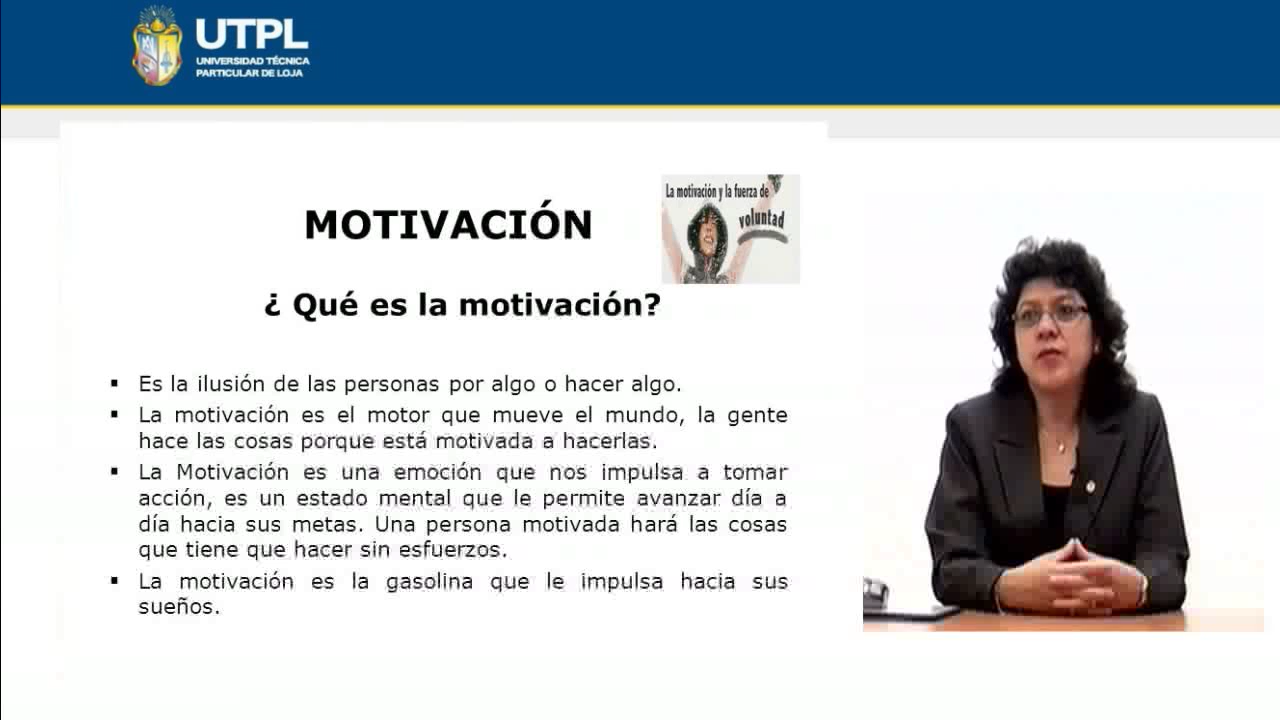 UTPL
UNIVERSIDAD TÉCNICA
PARTICULAR DE LOJA
La motivación y la fuerza de
voluntad
MOTIVACIÓN
¿ Qué es la motivación?
▪ Es la ilusión de las personas por algo o hacer algo.
▪ La motivación es el motor que mueve el mundo, la gente
hace las cosas porque está motivada a hacerlas.
▪ La Motivación es una emoción que nos impulsa a tomar
acción, es un estado mental que le permite avanzar día a
día hacia sus metas. Una persona motivada hará las cosas
que tiene que hacer sin esfuerzos.
▪ La motivación es la gasolina que le impulsa hacia sus
sueños.